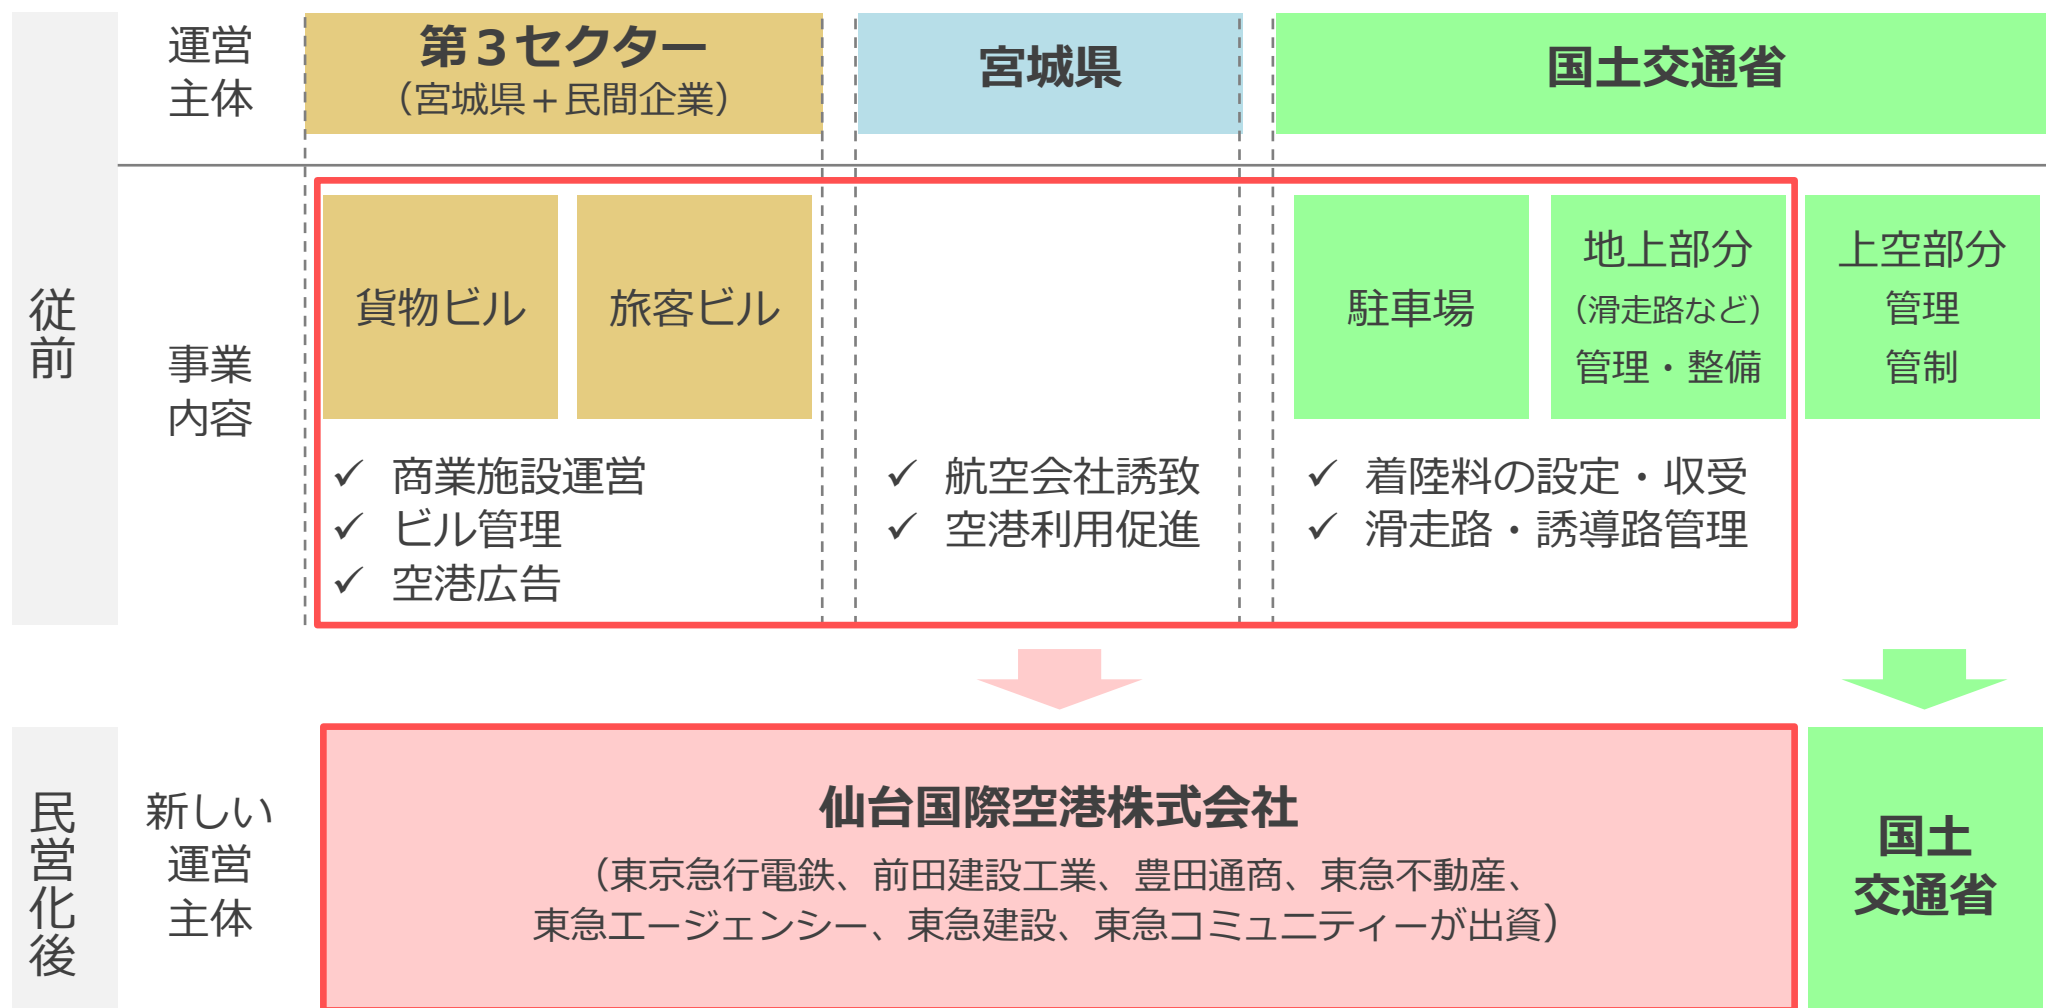 従前
運営
主体
第３セクター
（宮城県＋民間企業）
宮城県
国土交通省
事業
内容
貨物ビル
旅客ビル
駐車場
地上部分
（滑走路など）
管理・整備
上空部分
管理
管制
✓ 商業施設運営
✓ ビル管理
✓ 空港広告
✓ 航空会社誘致
✓ 空港利用促進
✓ 着陸料の設定・収受
✓ 滑走路・誘導路管理
民営化後
新しい
運営
主体
仙台国際空港株式会社
（東京急行電鉄、前田建設工業、豊田通商、東急不動産、
東急エージェンシー、東急建設、東急コミュニティーが出資）
国土
交通省